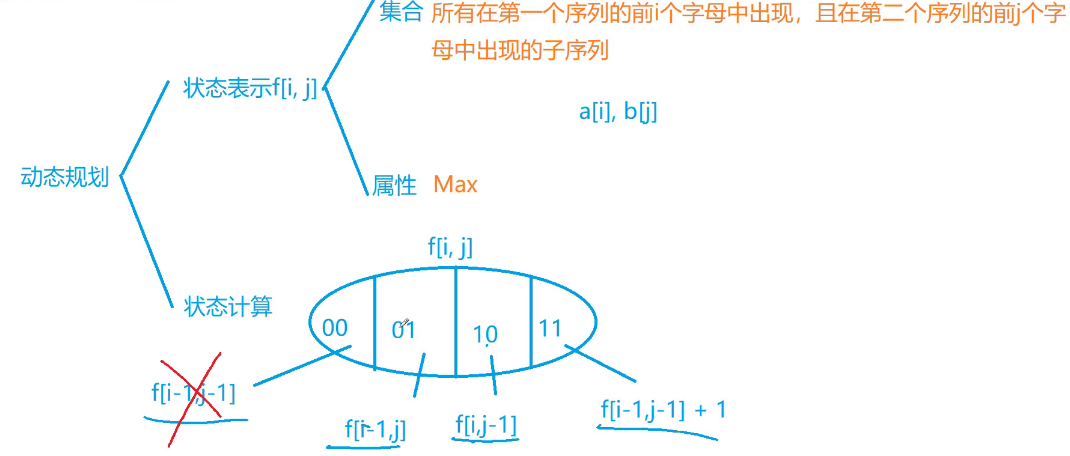 集合 所有在第一个序列的前i个字母中出现，且在第二个序列的前j个字
母中出现的子序列
状态表示f[i, j]
a[i], b[j]
动态规划
属性 Max
f[i, j]
状态计算
00 01 10 11
f[i-1,j-1]
f[i-1,j] f[i,j-1] f[i-1,j-1] + 1